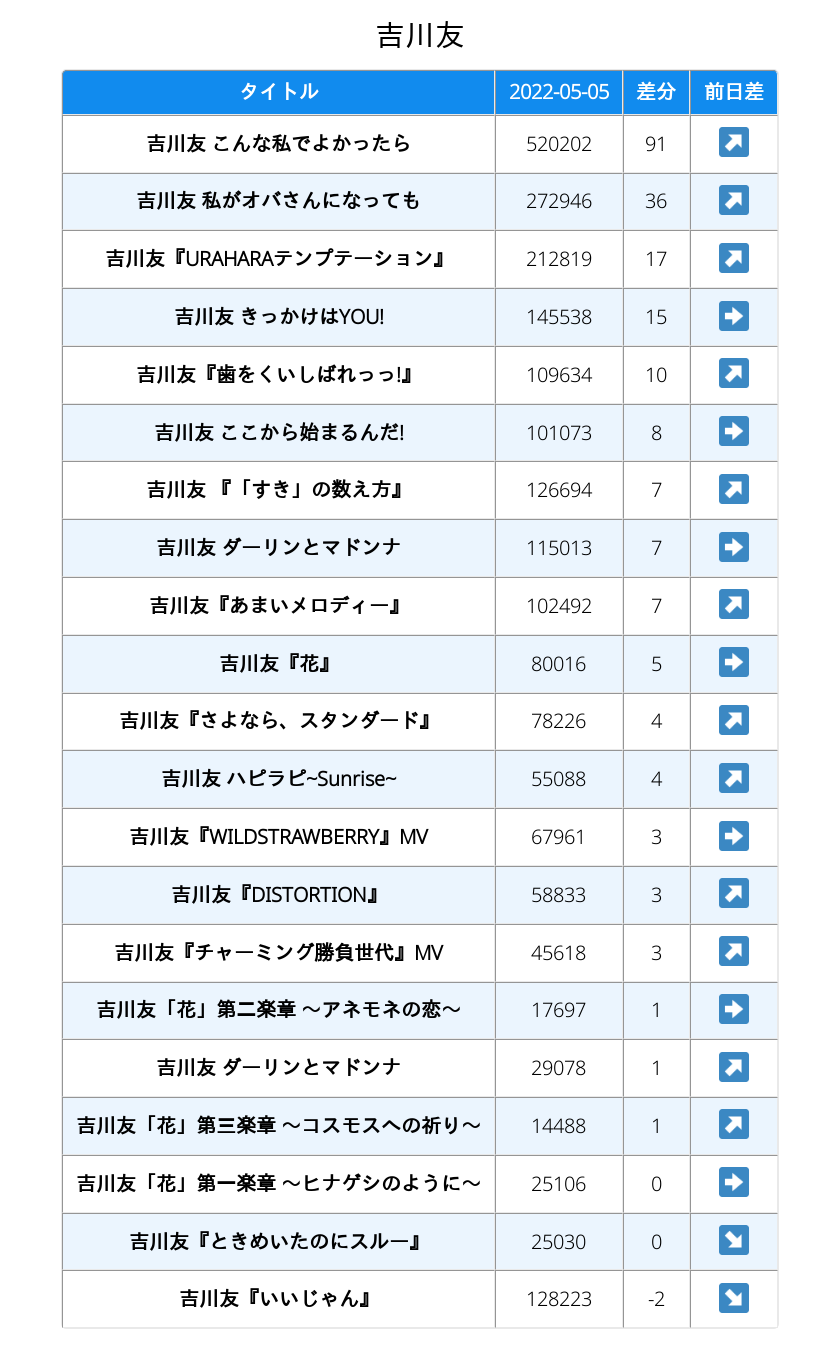 吉川友
タイトル 2022-05-05 差分 前日差
吉川友 こんな私でよかったら 520202 91
吉川友 私がオバさんになっても 272946 36
吉川友『URAHARAテンプテーション』 212819 17
吉川友 きっかけはYOU! 145538 15
吉川友『歯をくいしばれっっ!』 109634 10
吉川友 ここから始まるんだ! 101073 8
吉川友 『「すき」の数え方』 126694 7
吉川友 ダーリンとマドンナ 115013 7
吉川友『あまいメロディー』 102492 7
吉川友『花』 80016 5
吉川友『さよなら、スタンダード』 78226 4
吉川友 ハピラピ~Sunrise~ 55088 4
吉川友『WILDSTRAWBERRY』MV 67961 3
吉川友『DISTORTION』 58833 3
吉川友『チャーミング勝負世代』MV 45618 3
吉川友「花」第二楽章 〜アネモネの恋〜 17697 1
吉川友 ダーリンとマドンナ 29078 1
吉川友「花」第三楽章 〜コスモスへの祈り〜 14488 1
吉川友「花」第一楽章 〜ヒナゲシのように〜 25106 0
吉川友『ときめいたのにスルー』 25030 0
吉川友『いいじゃん』 128223 -2